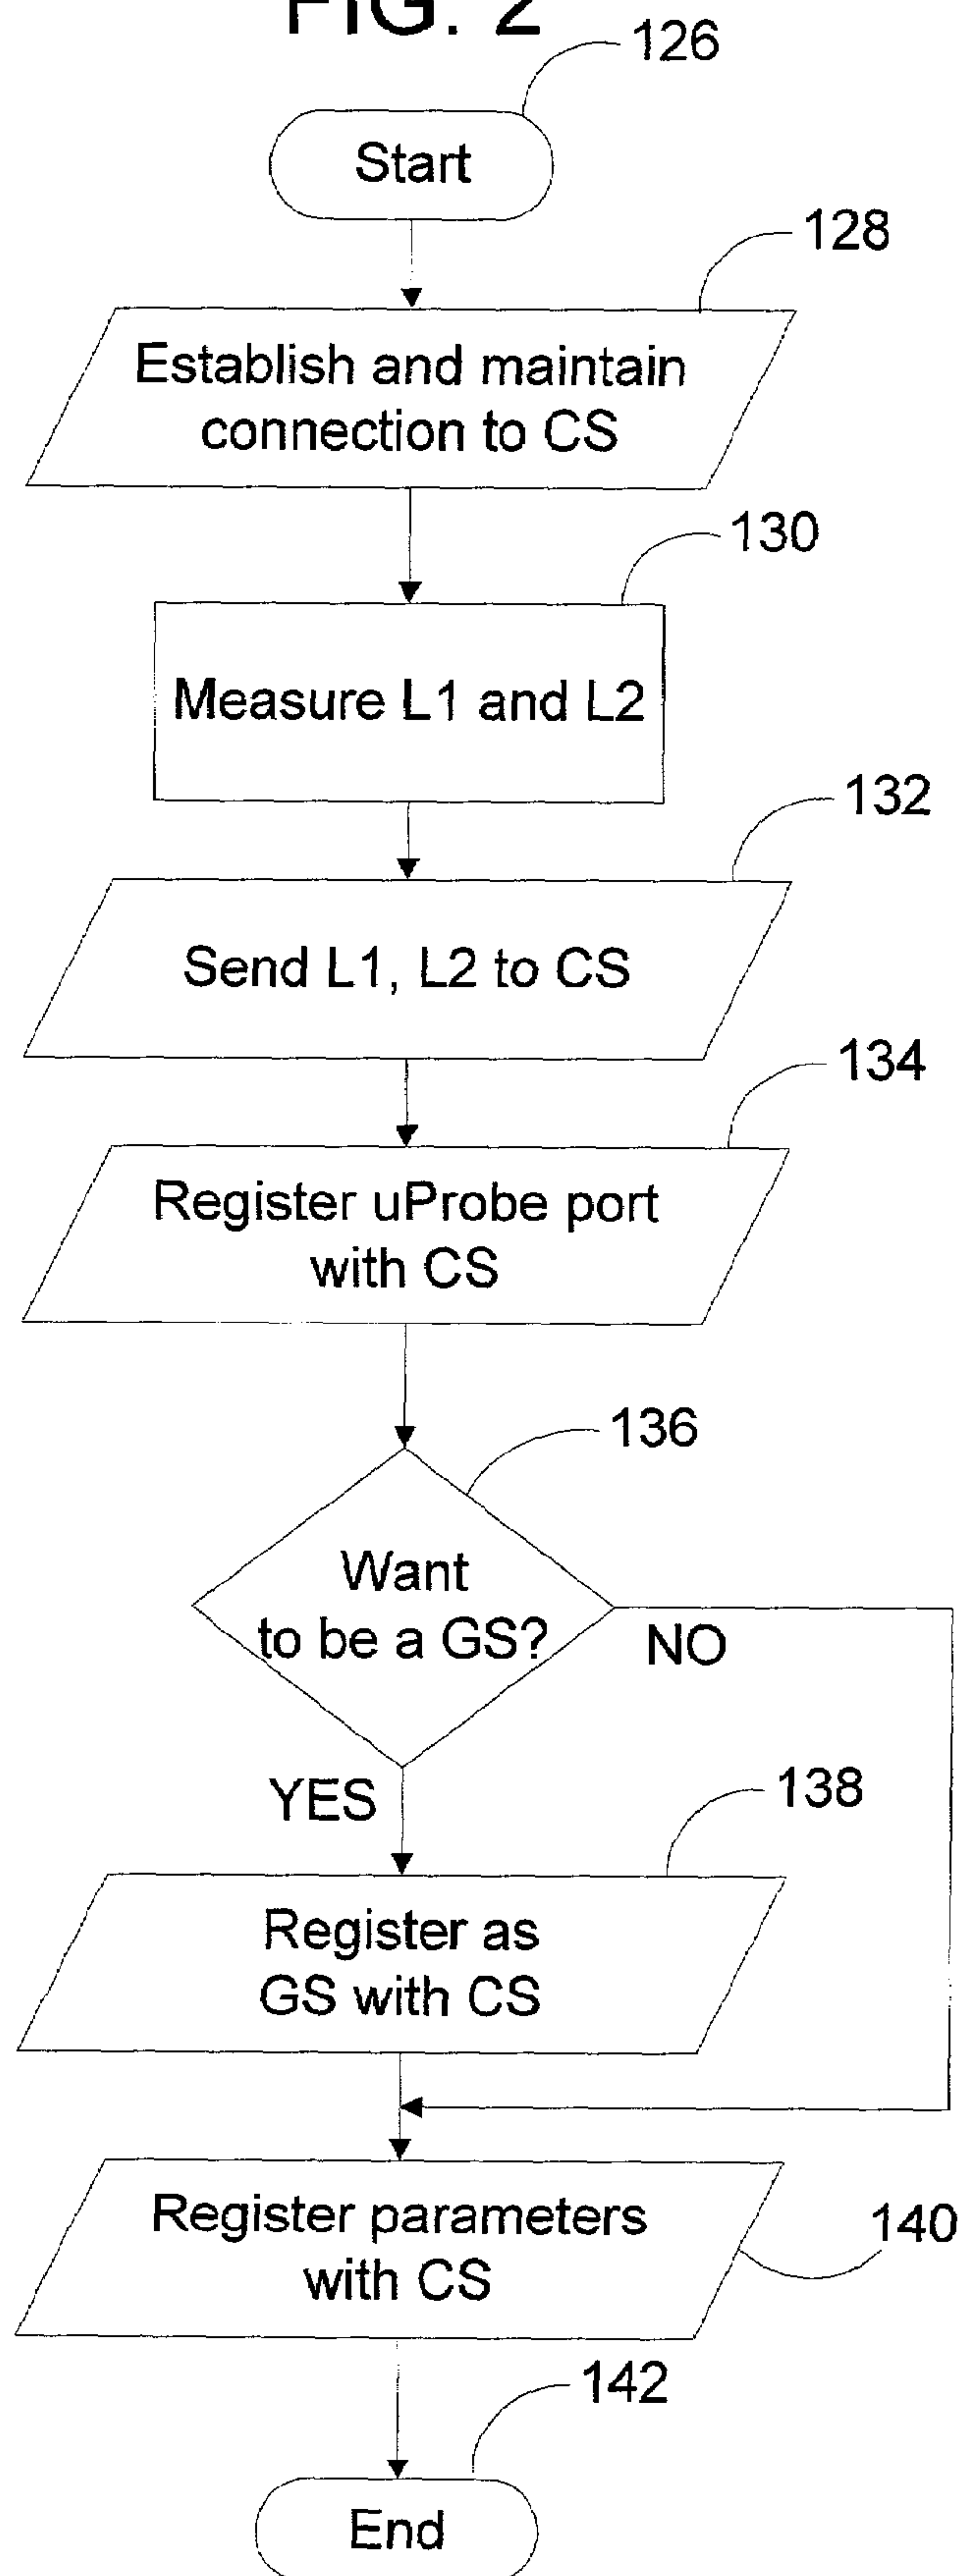 FIG. 2
126
Start
128
Establish and maintain
connection to CS
130
Measure L1 and L2
132
Send L1, L2 to CS
134
Register uProbe port
with CS
136
Want
to be a GS?
NO
YES
138
Register as
GS with CS
Register parameters
with CS
140
142
End